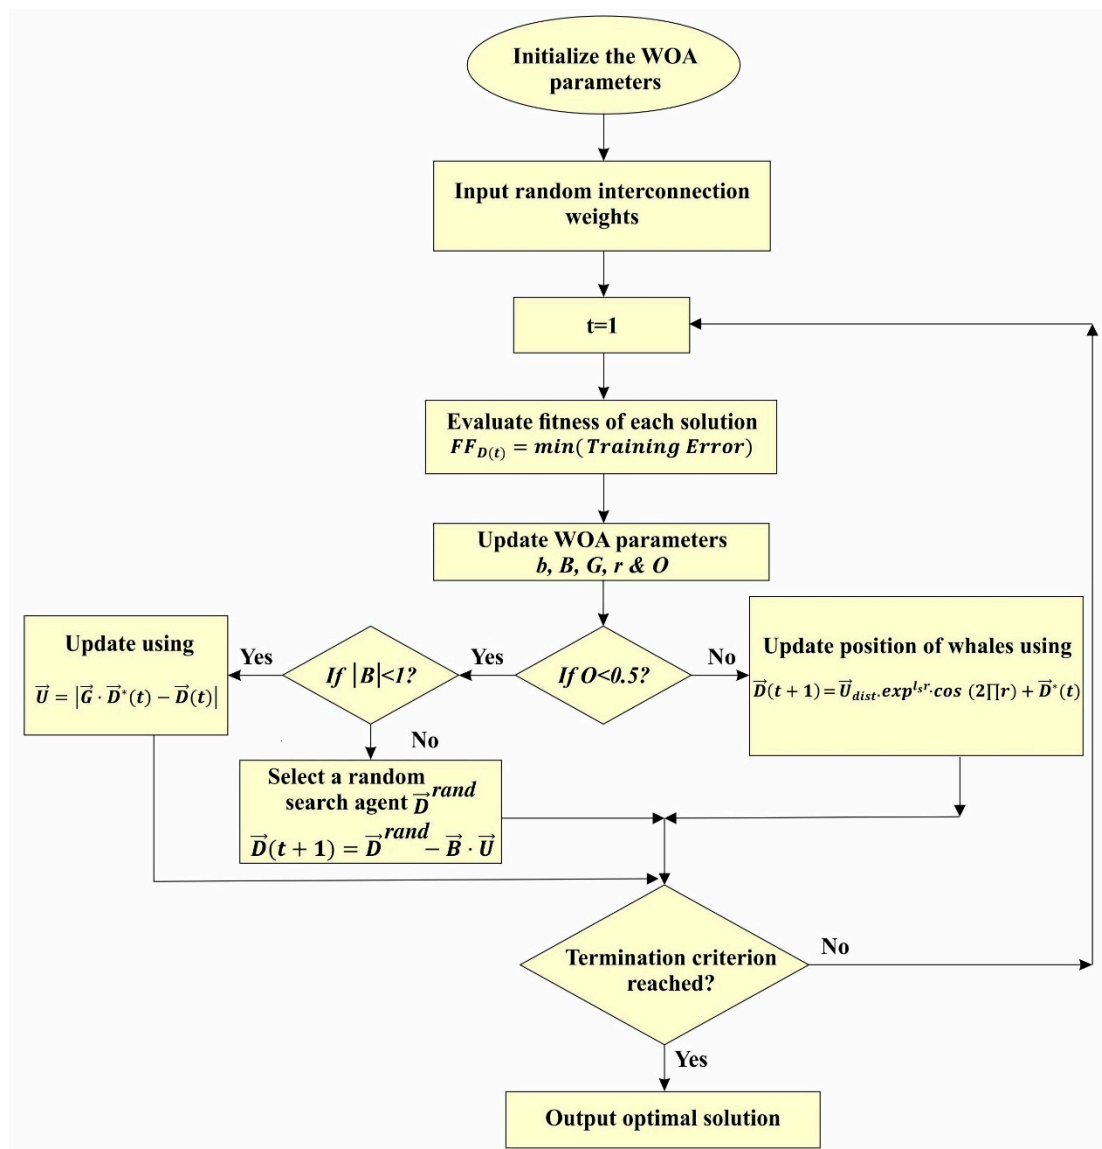 Initialize the WOA
parameters
Input random interconnection
weights
t=1
Evaluate fitness of each solution
FF_{D(t)} = min(Training Error)
Update WOA parameters
b, B, G, r & O
If O<0.5?
Yes
No
If |B|<1?
Yes
No
Update using
U⃗ = |G⃗ · D⃗*(t) − D⃗(t)|
Update position of whales using
D⃗(t + 1) = U⃗_{dist}.exp^{l_s r}.cos (2∏r) + D⃗*(t)
Select a random
search agent D⃗^{rand}
D⃗(t + 1) = D⃗^{rand} − B⃗ · U⃗
Termination criterion
reached?
No
Yes
Output optimal solution